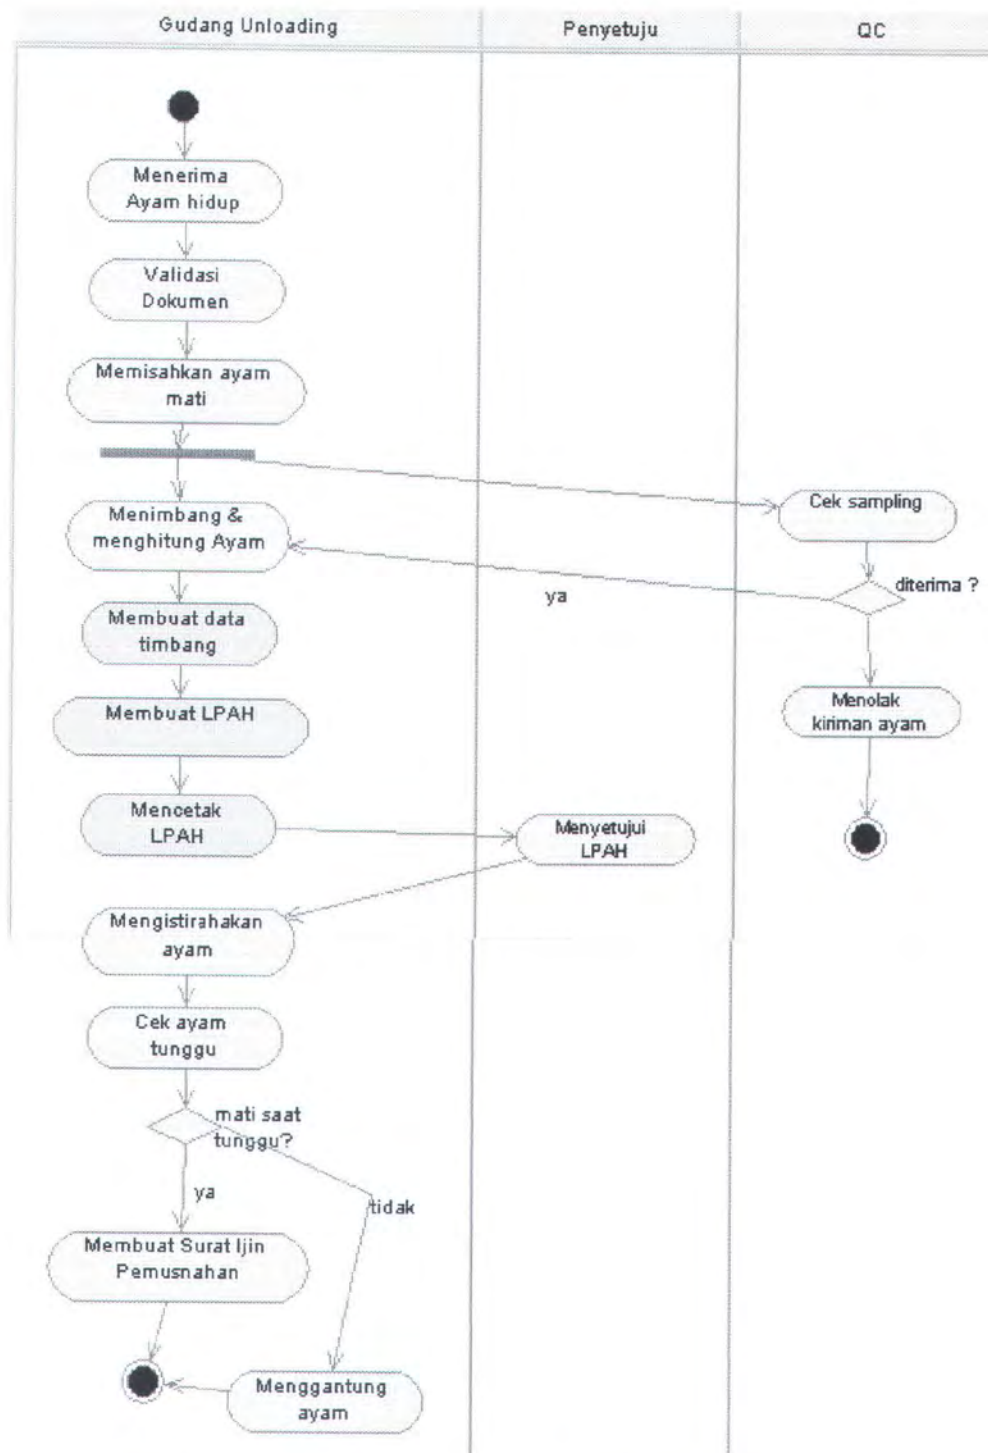 Gudang Unloading
Penyetuju
QC
Menerima
Ayam hidup
Validasi
Dokumen
Memisahkan ayam
mati
Menimbang &
menghitung Ayam
Cek sampling
diterima ?
ya
Membuat data
timbang
Membuat LPAH
Menolak
kiriman ayam
Mencetak
LPAH
Menyetujui
LPAH
Mengistirahakan
ayam
Cek ayam
tunggu
mati saat
tunggu?
ya
tidak
Membuat Surat Ijin
Pemusnahan
Menggantung
ayam